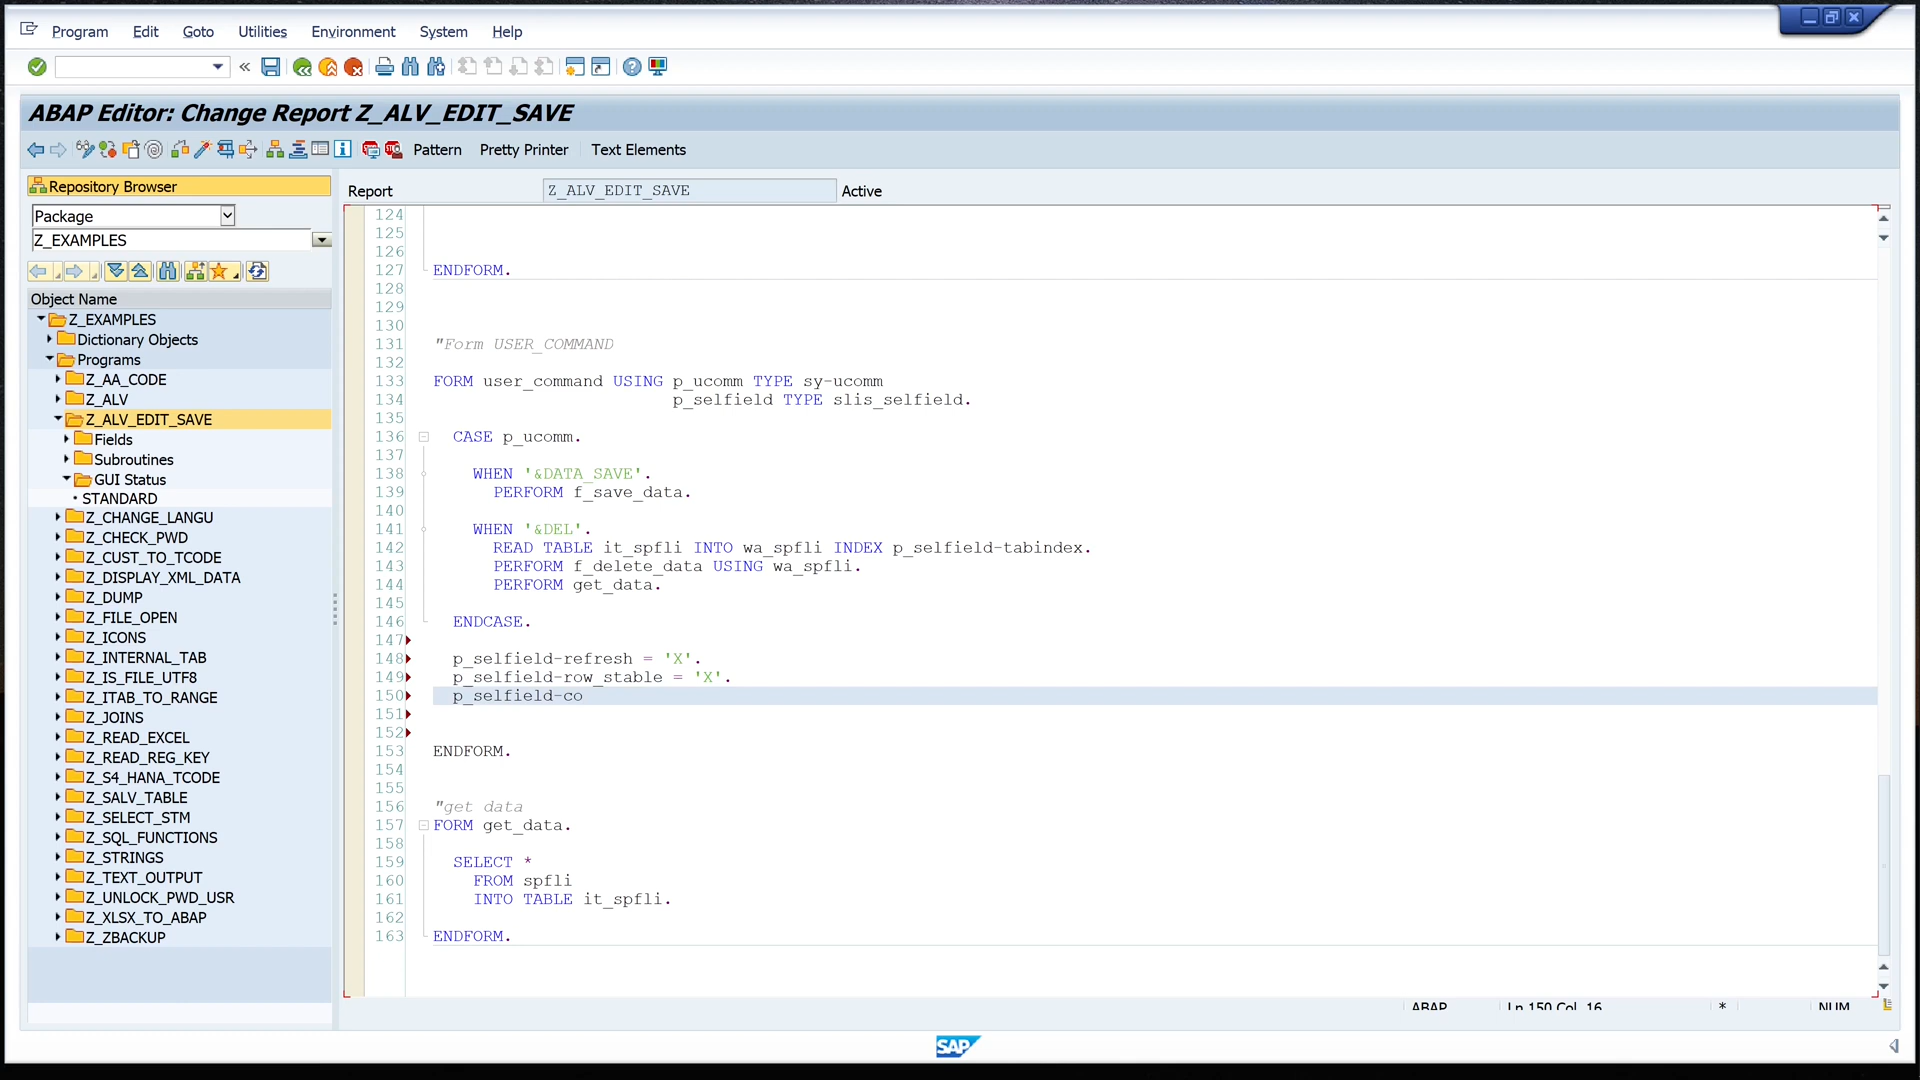 Program Edit Goto Utilities Environment System Help
ABAP Editor: Change Report Z_ALV_EDIT_SAVE
Pattern Pretty Printer Text Elements
Repository Browser
Package
Z_EXAMPLES
Object Name
Z_EXAMPLES
Dictionary Objects
Programs
Z_AA_CODE
Z_ALV
Z_ALV_EDIT_SAVE
Fields
Subroutines
GUI Status
STANDARD
Z_CHANGE_LANGU
Z_CHECK_PWD
Z_CUST_TO_TCODE
Z_DISPLAY_XML_DATA
Z_DUMP
Z_FILE_OPEN
Z_ICONS
Z_INTERNAL_TAB
Z_IS_FILE_UTF8
Z_ITAB_TO_RANGE
Z_JOINS
Z_READ_EXCEL
Z_READ_REG_KEY
Z_S4_HANA_TCODE
Z_SALV_TABLE
Z_SELECT_STM
Z_SQL_FUNCTIONS
Z_STRINGS
Z_TEXT_OUTPUT
Z_UNLOCK_PWD_USR
Z_XLSX_TO_ABAP
Z_ZBACKUP
Report Z_ALV_EDIT_SAVE Active
124
125
126
127 ENDFORM.
128
129
130
131 "Form USER_COMMAND
132
133 FORM user_command USING p_ucomm TYPE sy-ucomm
134 p_selfield TYPE slis_selfield.
135
136 CASE p_ucomm.
137
138 WHEN '&DATA_SAVE'.
139 PERFORM f_save_data.
140
141 WHEN '&DEL'.
142 READ TABLE it_spfli INTO wa_spfli INDEX p_selfield-tabindex.
143 PERFORM f_delete_data USING wa_spfli.
144 PERFORM get_data.
145
146 ENDCASE.
147
148 p_selfield-refresh = 'X'.
149 p_selfield-row_stable = 'X'.
150 p_selfield-co
151
152
153 ENDFORM.
154
155
156 "get data
157 FORM get_data.
158
159 SELECT *
160 FROM spfli
161 INTO TABLE it_spfli.
162
163 ENDFORM.
ABAP Ln 150 Col 16 * NUM
SAP